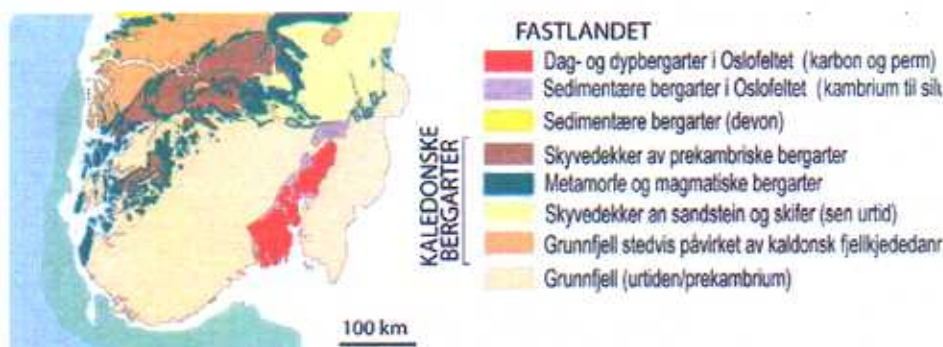 FASTLANDET
Dag- og dypbergarter i Oslofeltet (karbon og perm)
Sedimentære bergarter i Oslofeltet (kambrium til silu
Sedimentære bergarter (devon)
Skyvedekker av prekambriske bergarter
Metamorfe og magmatiske bergarter
Skyvedekker an sandstein og skifer (sen urtid)
Grunnfjell stedvis påvirket av kaldonsk fjellkjededann
Grunnfjell (urtiden/prekambrium)
KALEDONSKE
BERGARTER
100 km